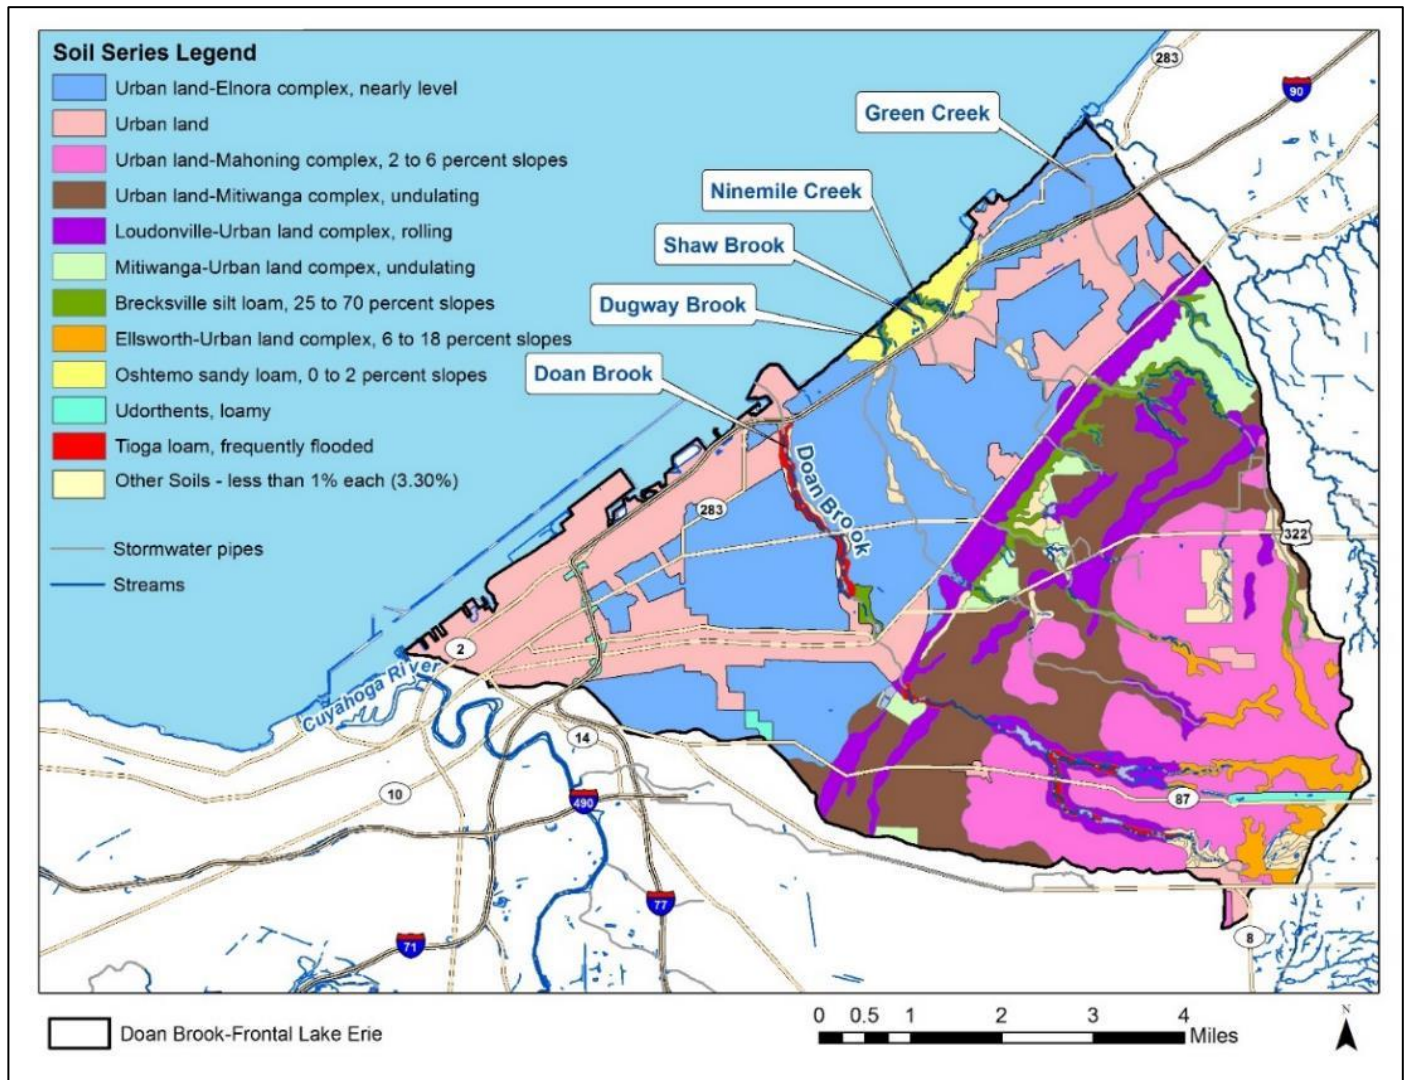 Soil Series Legend
Urban land-Elnora complex, nearly level
Urban land
Urban land-Mahoning complex, 2 to 6 percent slopes
Urban land-Mitiwanga complex, undulating
Loudonville-Urban land complex, rolling
Mitiwanga-Urban land compex, undulating
Brecksville silt loam, 25 to 70 percent slopes
Ellsworth-Urban land complex, 6 to 18 percent slopes
Oshtemo sandy loam, 0 to 2 percent slopes
Udorthents, loamy
Tioga loam, frequently flooded
Other Soils - less than 1% each (3.30%)
Stormwater pipes
Streams
283
90
Green Creek
Ninemile Creek
Shaw Brook
Dugway Brook
Doan Brook
Doan Brook
283
322
2
Cuyahoga River
14
10
490
87
77
71
8
Doan Brook-Frontal Lake Erie
0 0.5 1 2 3 4
Miles
N